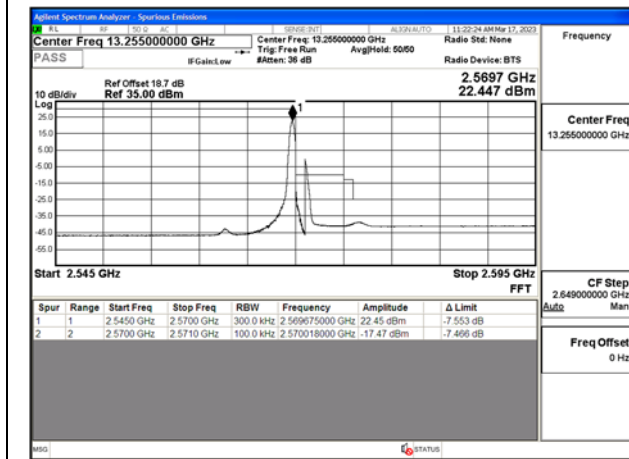 Agilent Spectrum Analyzer - Spurious Emissions
RL RF 50 Ω AC SENSE:INT ALIGN AUTO 11:22:24 AM Mar 17, 2023
Center Freq 13.255000000 GHz
Center Freq: 13.255000000 GHz
Radio Std: None
Trig: Free Run Avg|Hold: 50/50
PASS
IFGain:Low
#Atten: 36 dB
Radio Device: BTS
Ref Offset 18.7 dB
2.5697 GHz
10 dB/div Ref 35.00 dBm
22.447 dBm
Log
1
25.0
15.0
5.00
-5.00
-15.0
-25.0
-35.0
-45.0
-55.0
Start 2.545 GHz
Stop 2.595 GHz
FFT
Spur Range Start Freq Stop Freq RBW Frequency Amplitude Δ Limit
1 1 2.5450 GHz 2.5700 GHz 300.0 kHz 2.569675000 GHz 22.45 dBm -7.553 dB
2 2 2.5700 GHz 2.5710 GHz 100.0 kHz 2.570018000 GHz -17.47 dBm -7.466 dB
MSG
STATUS
Frequency
Center Freq
13.255000000 GHz
CF Step
2.649000000 GHz
Auto Man
Freq Offset
0 Hz